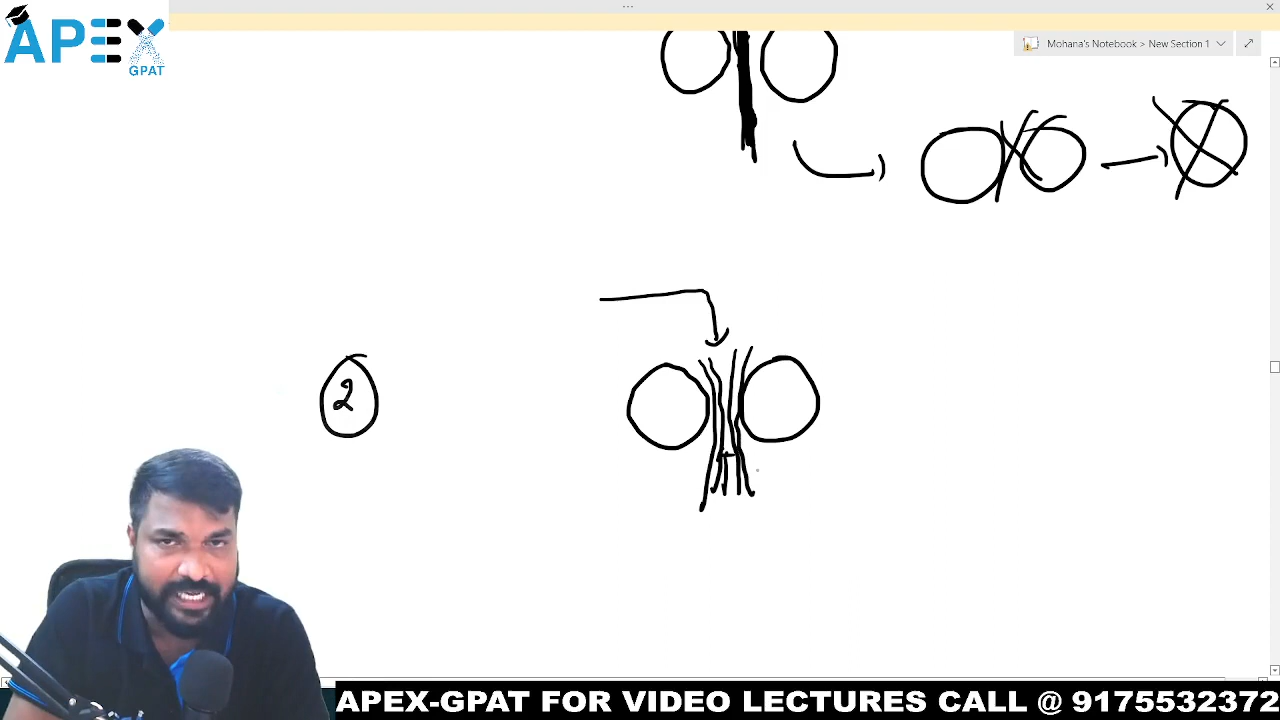 APEX
GPAT
Mohana's Notebook > New Section 1
2
APEX-GPAT FOR VIDEO LECTURES CALL @ 9175532372